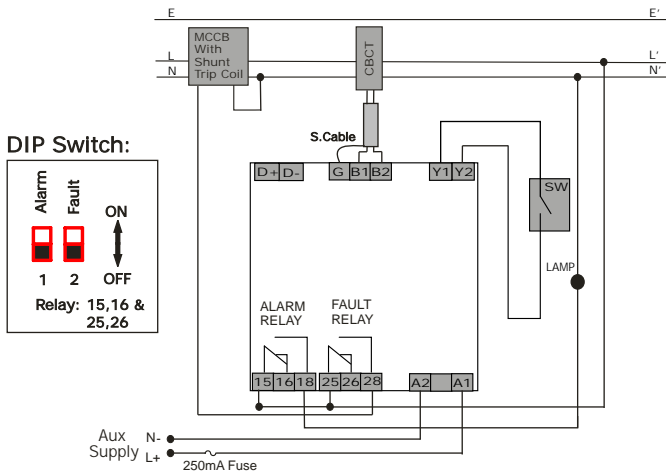 E E'
MCCB
With
Shunt
Trip Coil
CBCT
L L'
N N'
S.Cable
DIP Switch:
D+ D- G B1 B2 Y1 Y2
Alarm Fault
SW
ON
OFF
1 2
LAMP
Relay: 15,16 &
25,26
ALARM
RELAY
FAULT
RELAY
15 16 18 25 26 28 A2 A1
Aux
Supply
N-
L+
250mA Fuse